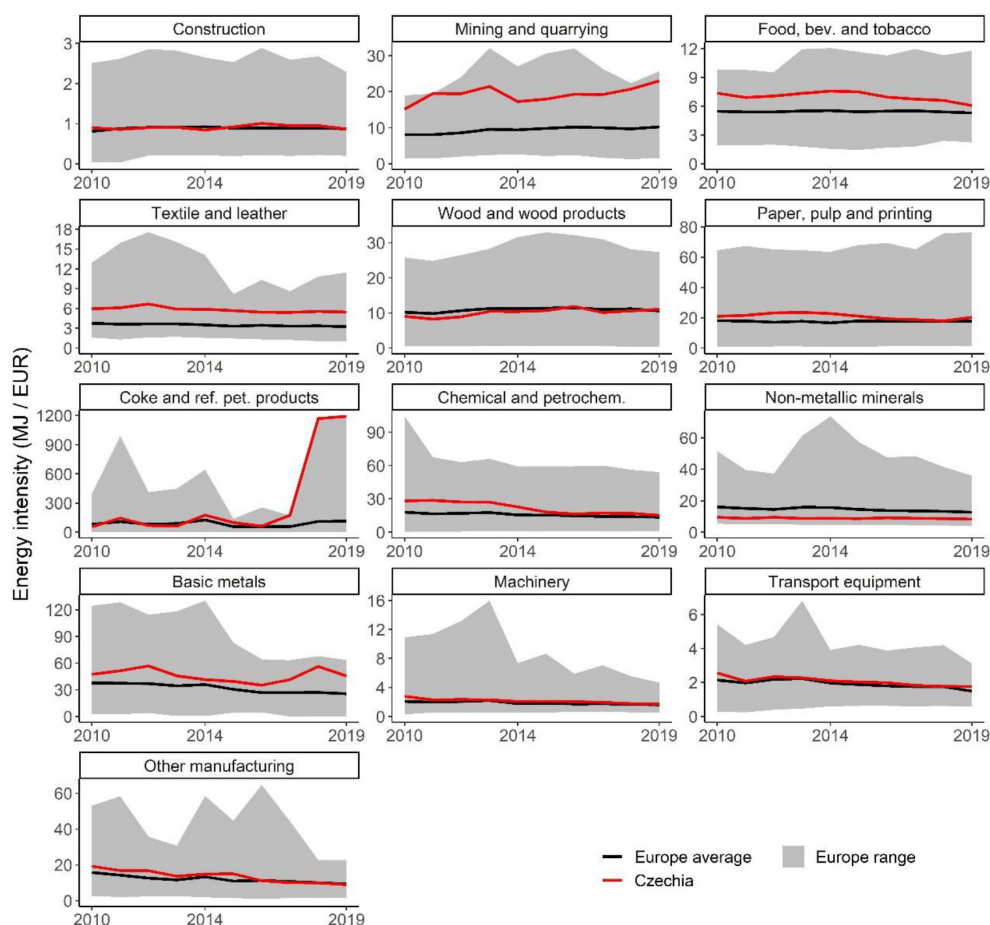 Energy intensity (MJ / EUR)
Construction
3
2
1
0
2010 2014 2019
Mining and quarrying
30
20
10
0
2010 2014 2019
Food, bev. and tobacco
12
9
6
3
0
2010 2014 2019
Textile and leather
18
15
12
9
6
3
0
2010 2014 2019
Wood and wood products
30
20
10
0
2010 2014 2019
Paper, pulp and printing
80
60
40
20
0
2010 2014 2019
Coke and ref. pet. products
1200
900
600
300
0
2010 2014 2019
Chemical and petrochem.
90
60
30
0
2010 2014 2019
Non-metallic minerals
60
40
20
0
2010 2014 2019
Basic metals
120
90
60
30
0
2010 2014 2019
Machinery
16
12
8
4
0
2010 2014 2019
Transport equipment
6
4
2
0
2010 2014 2019
Other manufacturing
60
40
20
0
2010 2014 2019
Europe average Europe range
Czechia